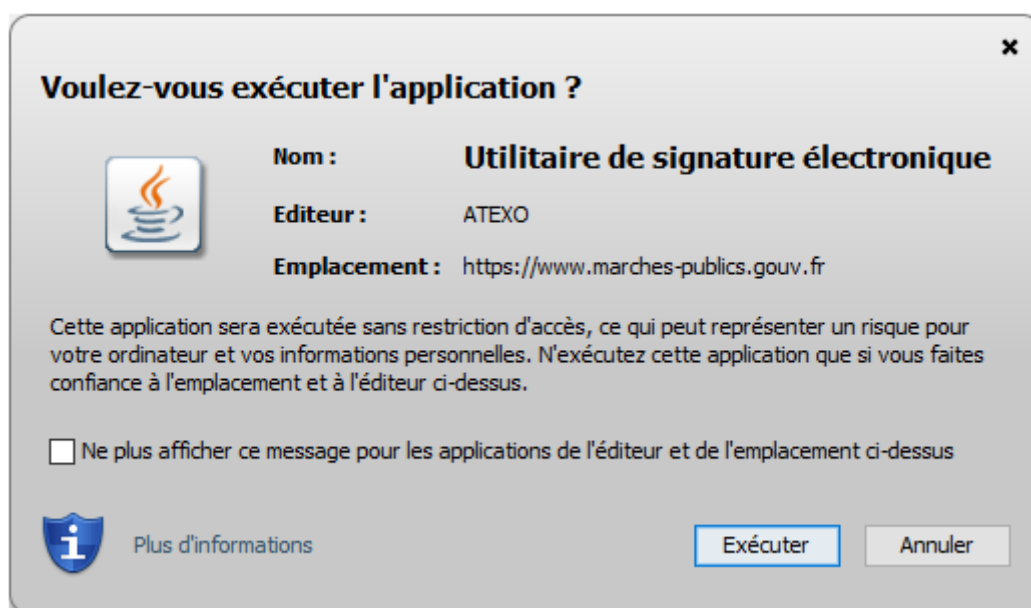 Voulez-vous exécuter l'application ?
Nom : Utilitaire de signature électronique
Editeur : ATEXO
Emplacement : https://www.marches-publics.gouv.fr
Cette application sera exécutée sans restriction d'accès, ce qui peut représenter un risque pour
votre ordinateur et vos informations personnelles. N'exécutez cette application que si vous faites
confiance à l'emplacement et à l'éditeur ci-dessus.
Ne plus afficher ce message pour les applications de l'éditeur et de l'emplacement ci-dessus
Plus d'informations Exécuter Annuler